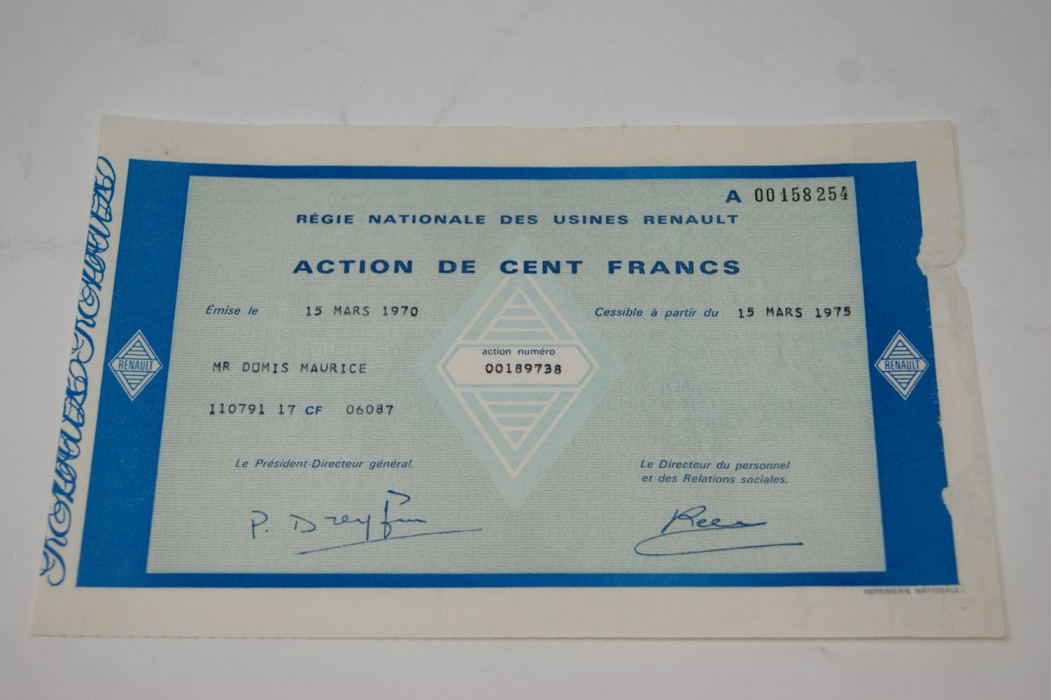 A 00158254
RÉGIE NATIONALE DES USINES RENAULT
ACTION DE CENT FRANCS
Émise le 15 MARS 1970
Cessible à partir du 15 MARS 1975
action numéro
00189738
MR DUMIS MAURICE
110791 17 CF 06087
RENAULT
RENAULT
Le Président-Directeur général,
Le Directeur du personnel
et des Relations sociales,
P. Dreyfus
IMPRIMERIE NATIONALE